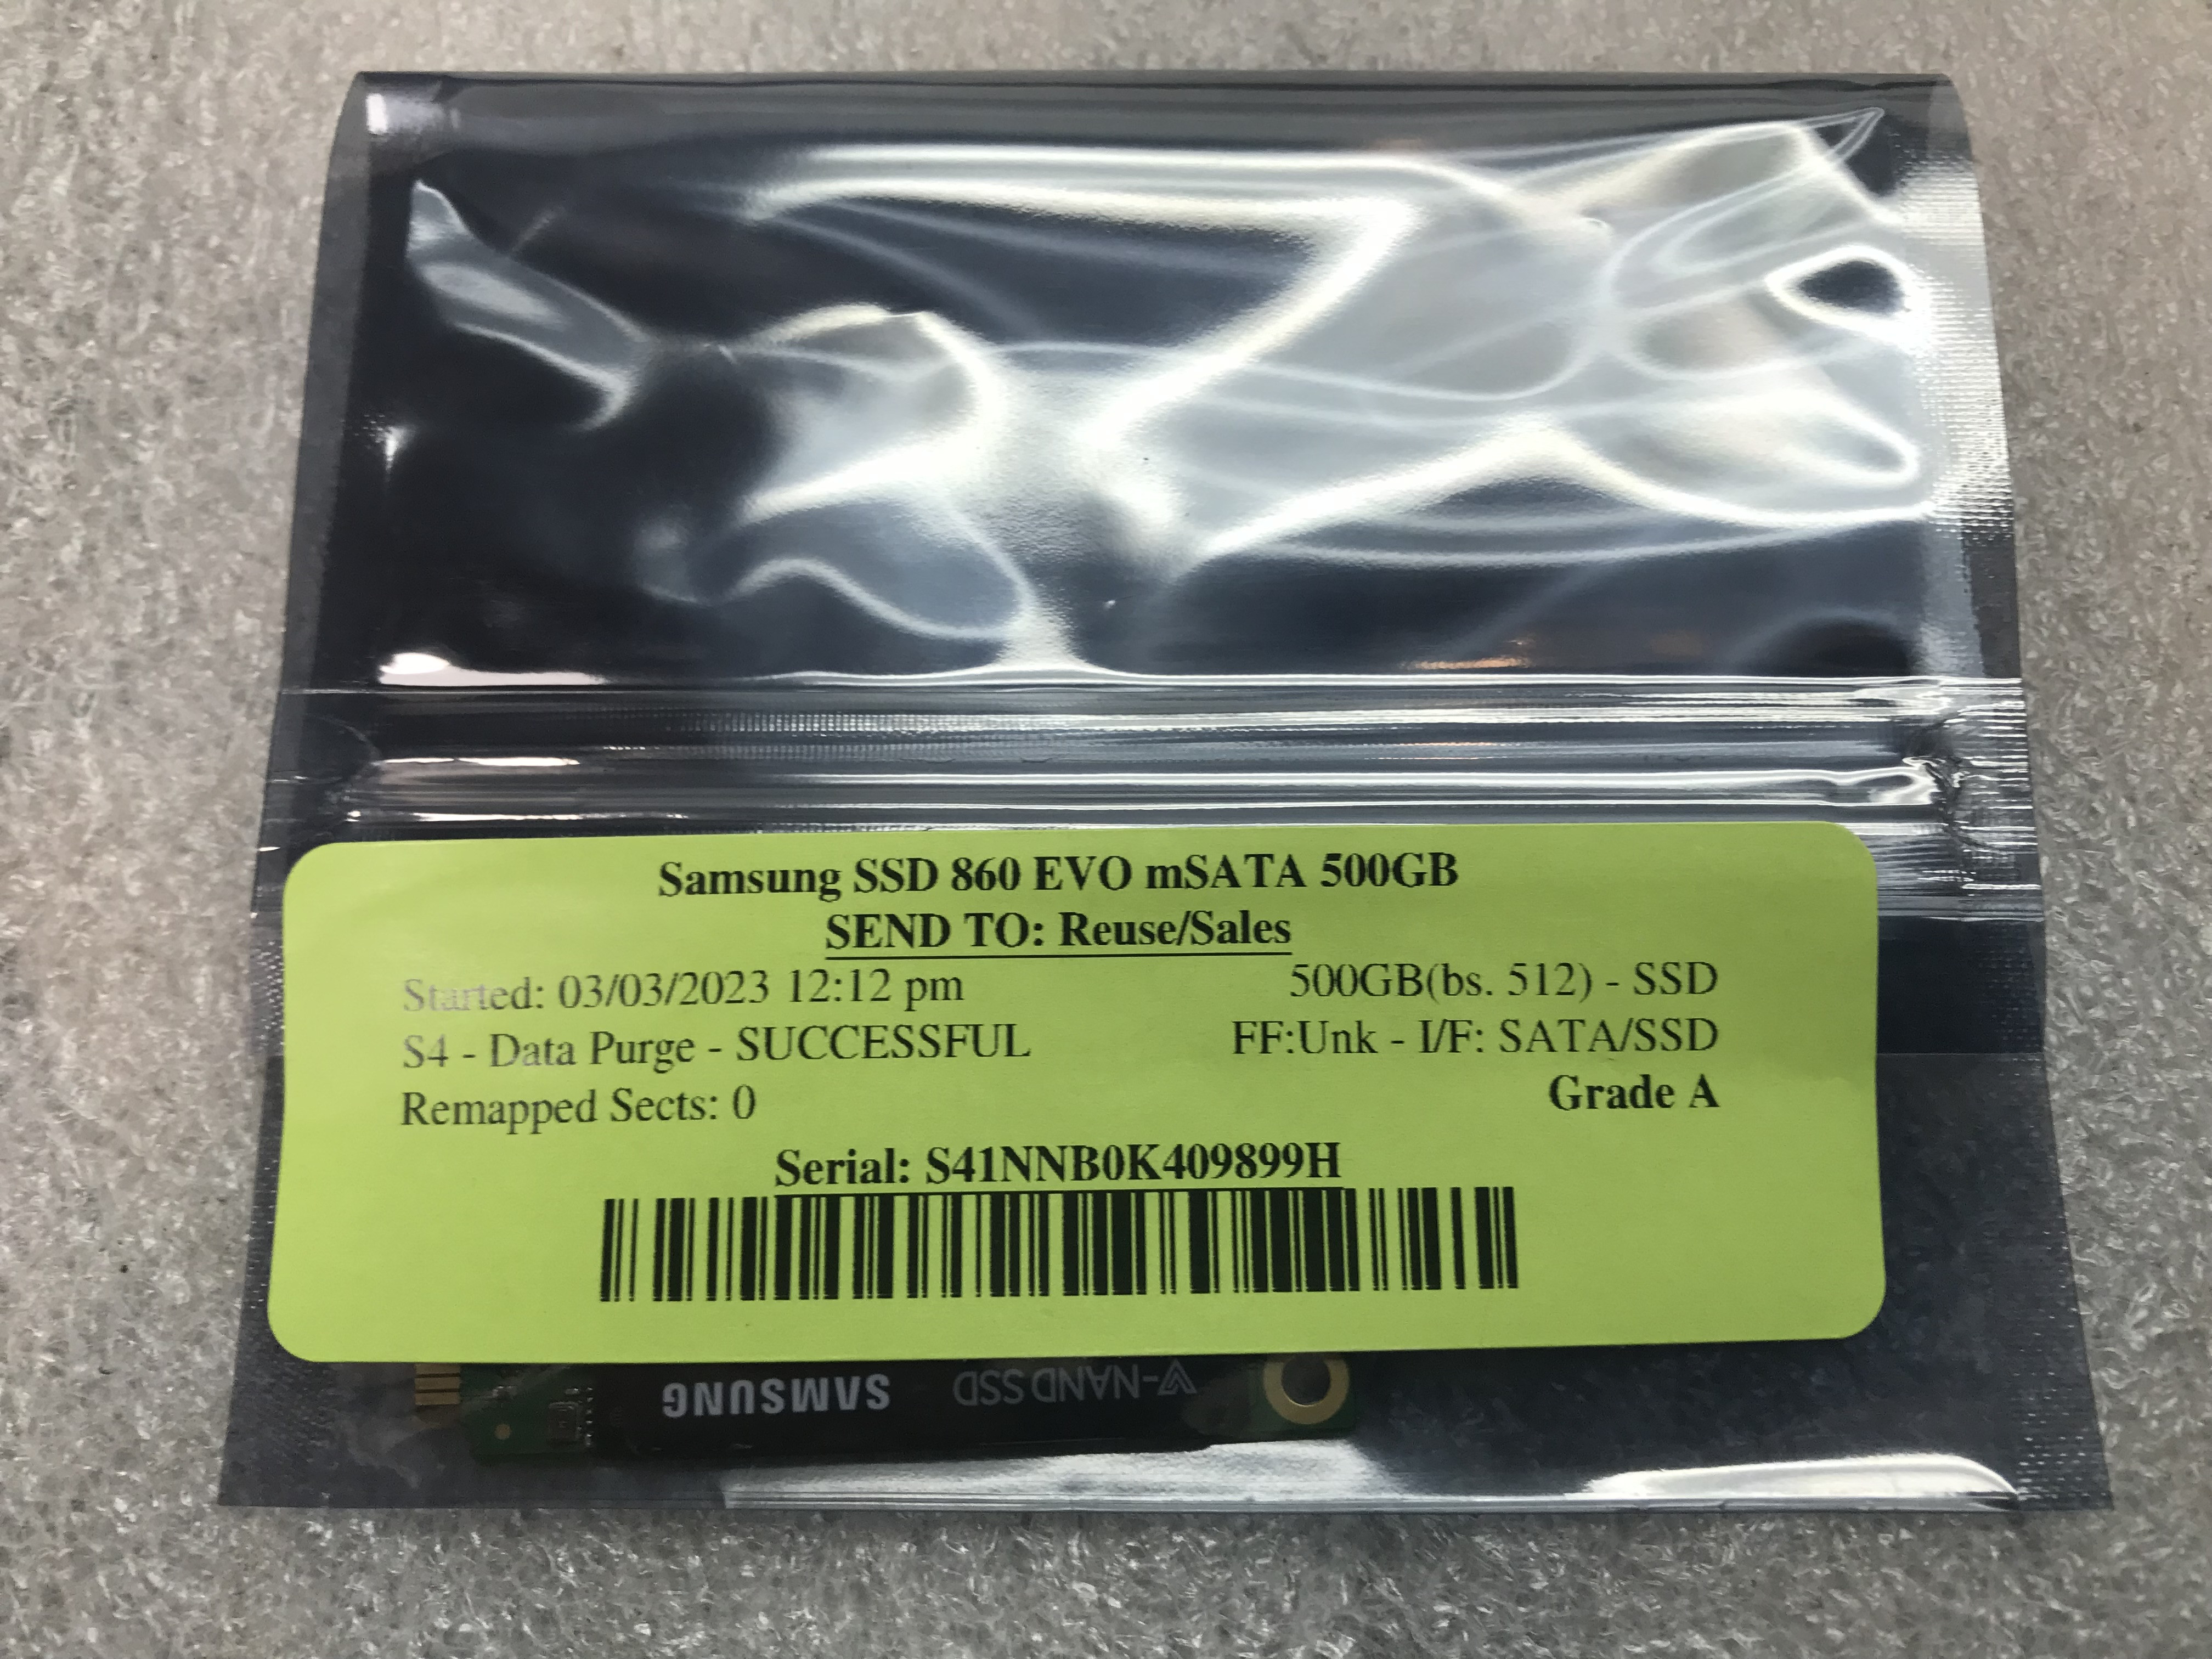 Samsung SSD 860 EVO mSATA 500GB
SEND TO: Reuse/Sales
Started: 03/03/2023 12:12 pm 500GB(bs. 512) - SSD
S4 - Data Purge - SUCCESSFUL FF:Unk - I/F: SATA/SSD
Remapped Sects: 0 Grade A
Serial: S41NNB0K409899H
SAMSUNG V-NAND SSD